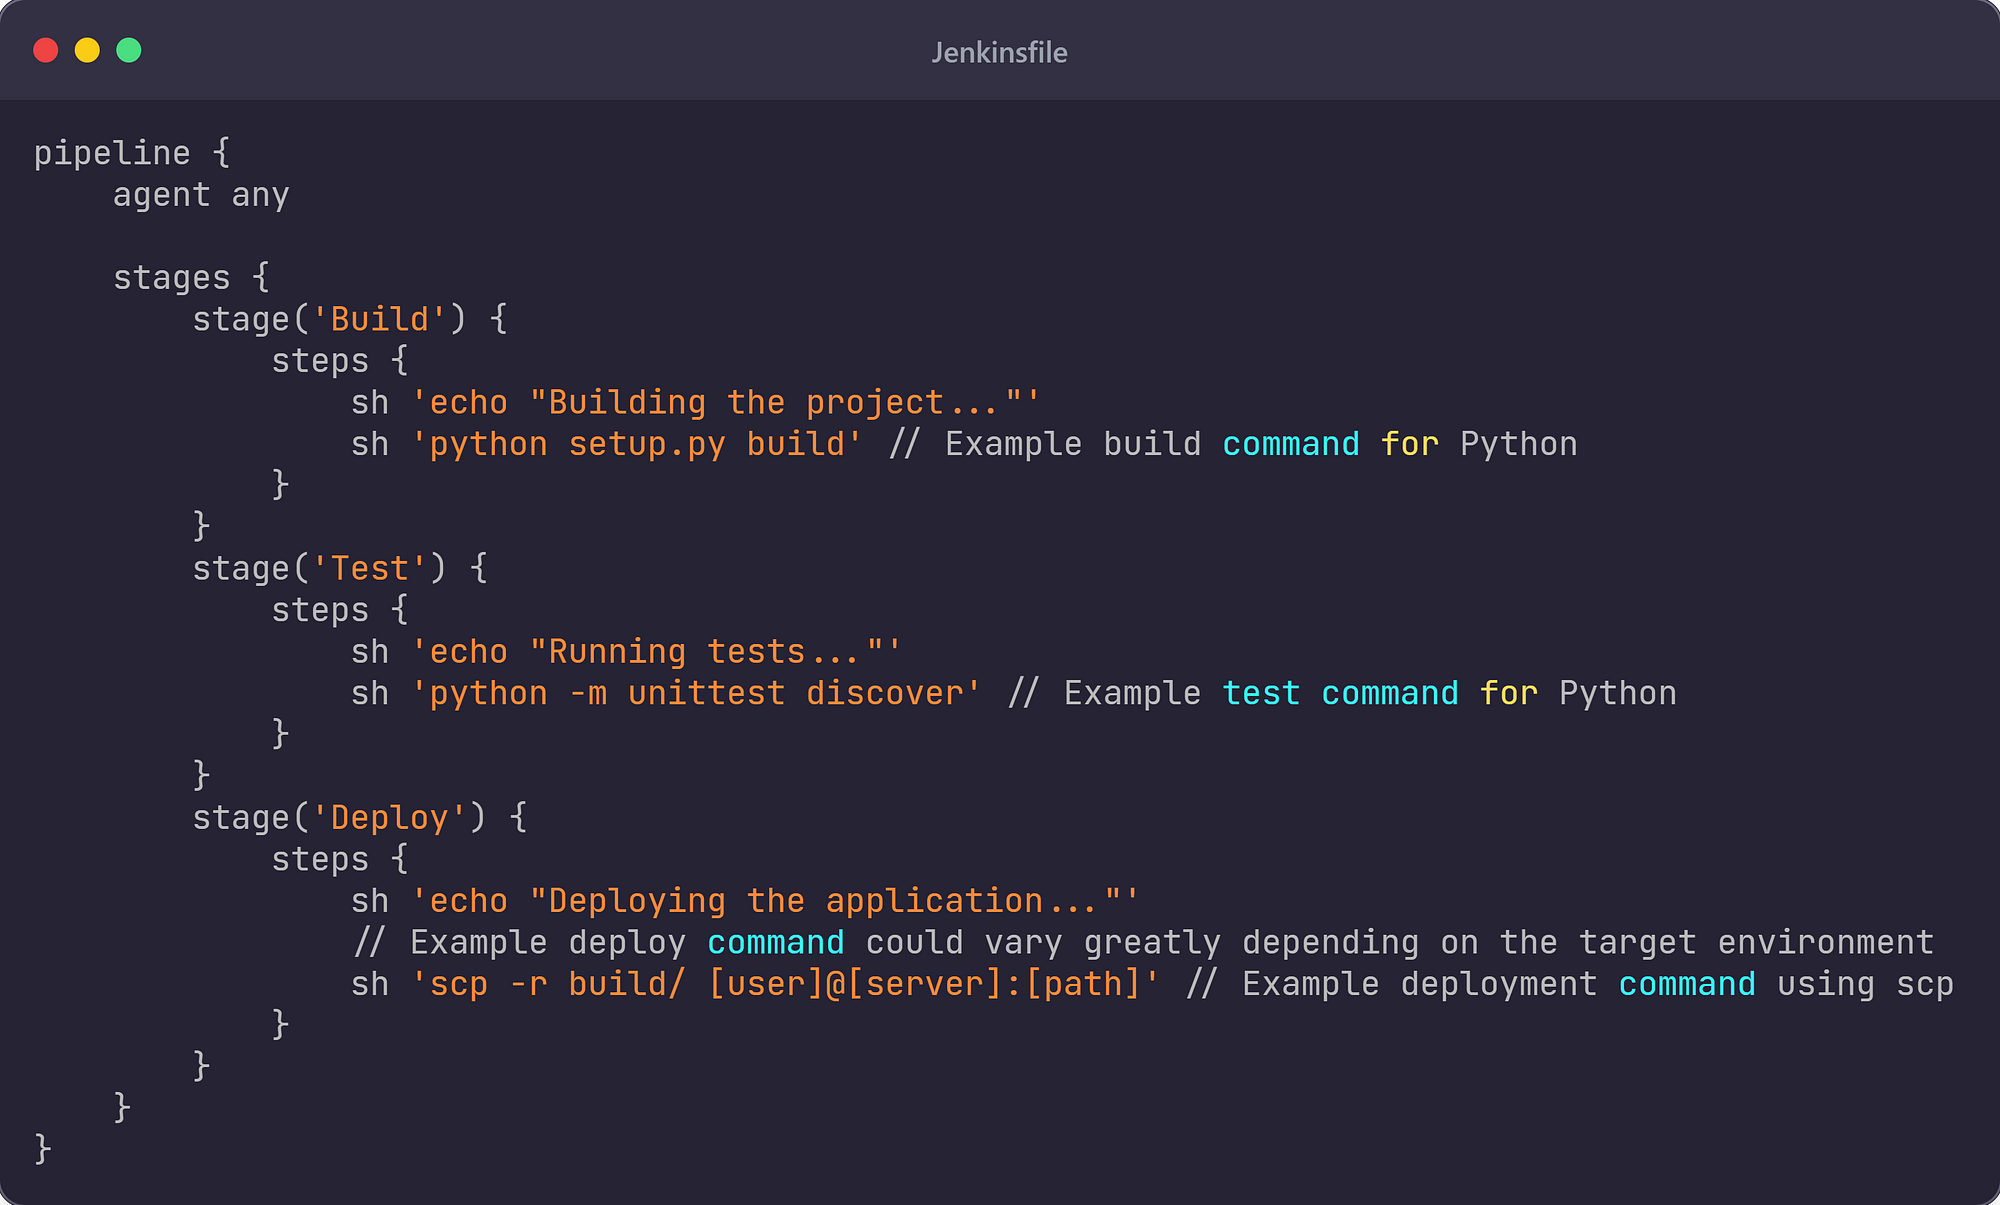 Jenkinsfile
pipeline {
    agent any

    stages {
        stage('Build') {
            steps {
                sh 'echo "Building the project..."'
                sh 'python setup.py build' // Example build command for Python
            }
        }
        stage('Test') {
            steps {
                sh 'echo "Running tests..."'
                sh 'python -m unittest discover' // Example test command for Python
            }
        }
        stage('Deploy') {
            steps {
                sh 'echo "Deploying the application..."'
                // Example deploy command could vary greatly depending on the target environment
                sh 'scp -r build/ [user]@[server]:[path]' // Example deployment command using scp
            }
        }
    }
}